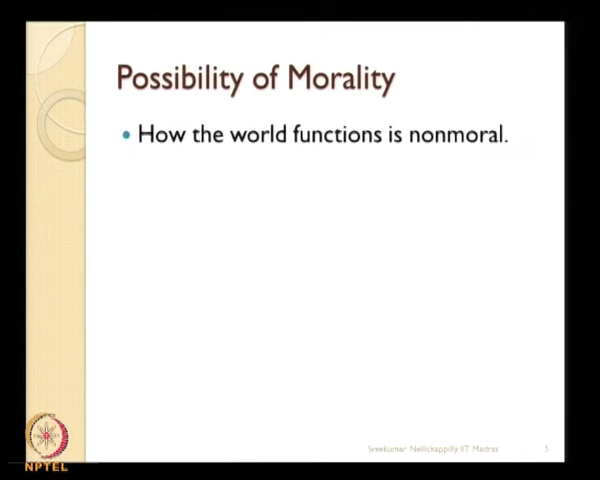 Possibility of Morality
• How the world functions is nonmoral.
Sreekumar Nellickappilly IIT Madras 5
NPTEL